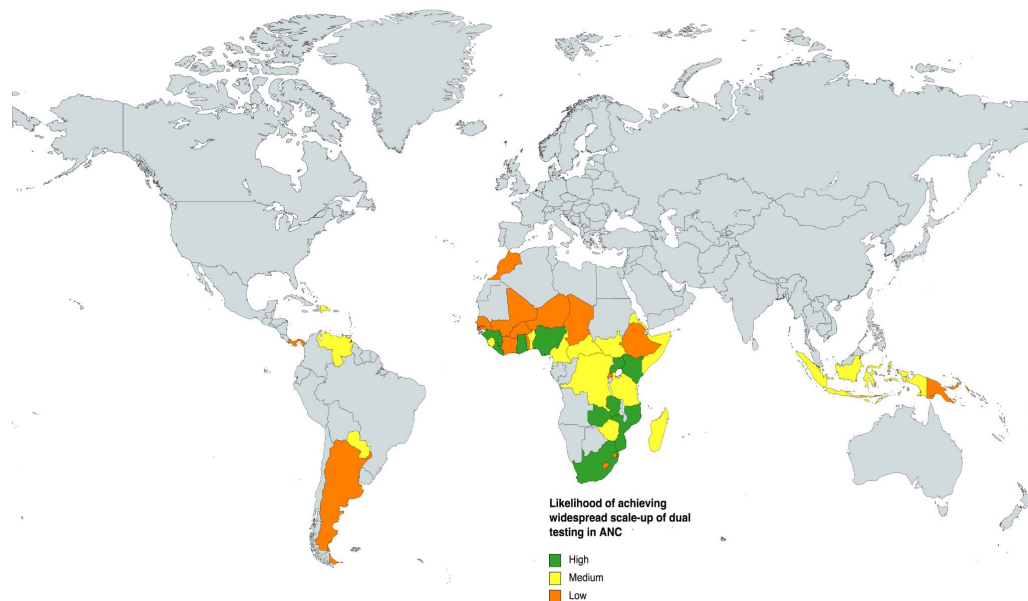 Likelihood of achieving
widespread scale-up of dual
testing in ANC
High
Medium
Low